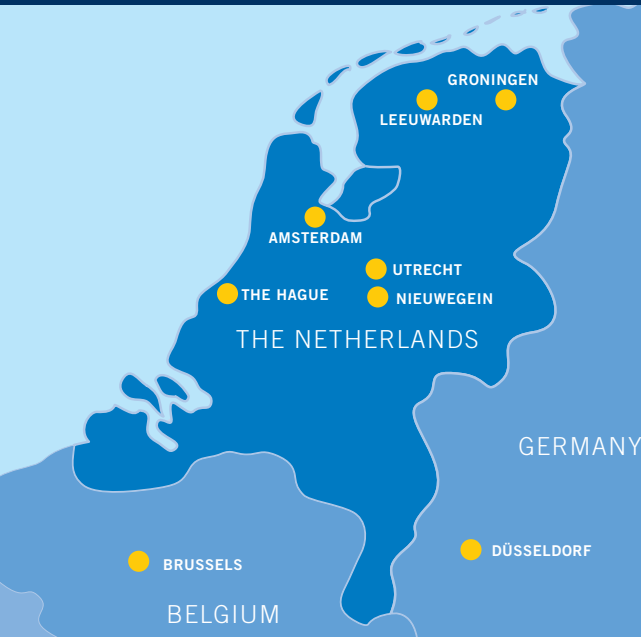 GRONINGEN
LEEUWARDEN
AMSTERDAM
UTRECHT
THE HAGUE
NIEUWEGEIN
THE NETHERLANDS
GERMANY
DÜSSELDORF
BRUSSELS
BELGIUM